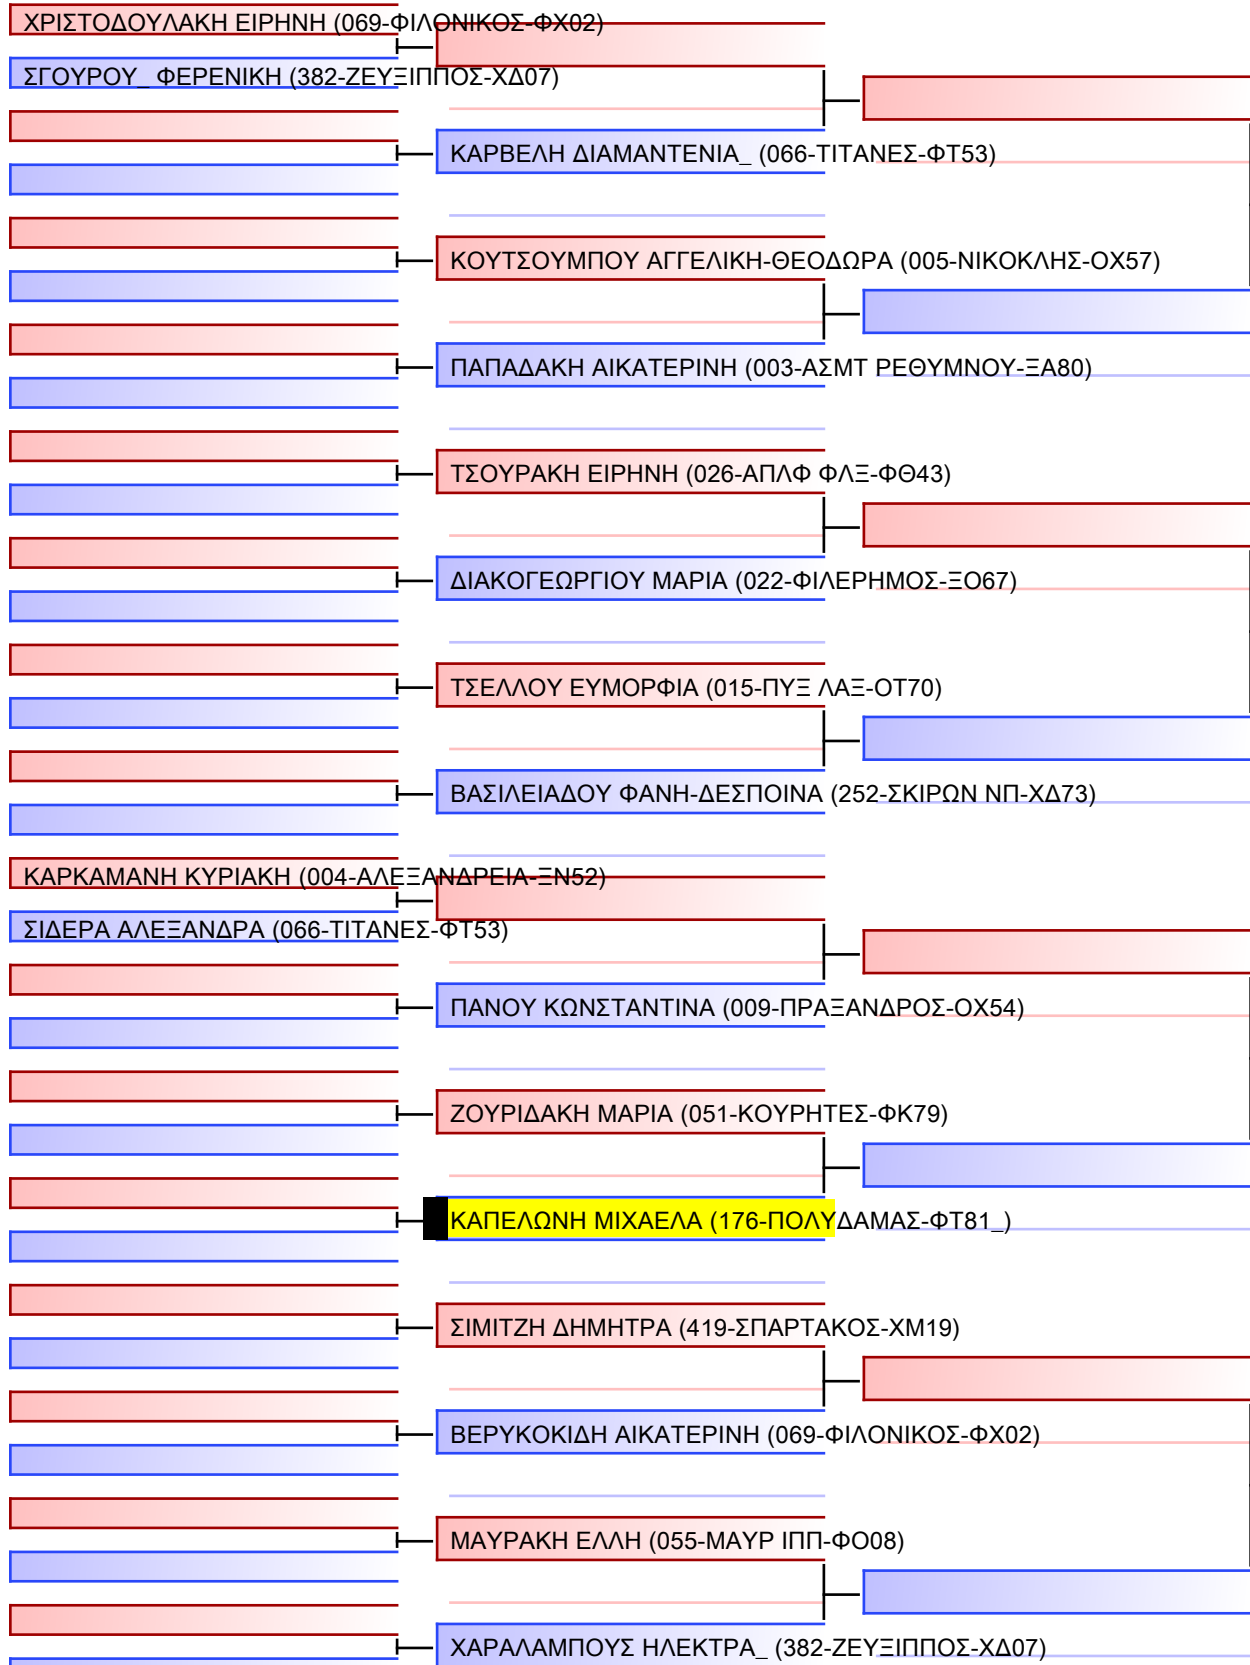 ΧΡΙΣΤΟΔΟΥΛΑΚΗ ΕΙΡΗΝΗ (069-ΦΙΛΟΝΙΚΟΣ-ΦΧ02)
ΣΓΟΥΡΟΥ_ ΦΕΡΕΝΙΚΗ (382-ΖΕΥΞΙΠΠΟΣ-ΧΔ07)
ΚΑΡΒΕΛΗ ΔΙΑΜΑΝΤΕΝΙΑ_ (066-ΤΙΤΑΝΕΣ-ΦΤ53)
ΚΟΥΤΣΟΥΜΠΟΥ ΑΓΓΕΛΙΚΗ-ΘΕΟΔΩΡΑ (005-ΝΙΚΟΚΛΗΣ-ΟΧ57)
ΠΑΠΑΔΑΚΗ ΑΙΚΑΤΕΡΙΝΗ (003-ΑΣΜΤ ΡΕΘΥΜΝΟΥ-ΞΑ80)
ΤΣΟΥΡΑΚΗ ΕΙΡΗΝΗ (026-ΑΠΛΦ ΦΛΞ-ΦΘ43)
ΔΙΑΚΟΓΕΩΡΓΙΟΥ ΜΑΡΙΑ (022-ΦΙΛΕΡΗΜΟΣ-ΞΟ67)
ΤΣΕΛΛΟΥ ΕΥΜΟΡΦΙΑ (015-ΠΥΞ ΛΑΞ-ΟΤ70)
ΒΑΣΙΛΕΙΑΔΟΥ ΦΑΝΗ-ΔΕΣΠΟΙΝΑ (252-ΣΚΙΡΩΝ ΝΠ-ΧΔ73)
ΚΑΡΚΑΜΑΝΗ ΚΥΡΙΑΚΗ (004-ΑΛΕΞΑΝΔΡΕΙΑ-ΞΝ52)
ΣΙΔΕΡΑ ΑΛΕΞΑΝΔΡΑ (066-ΤΙΤΑΝΕΣ-ΦΤ53)
ΠΑΝΟΥ ΚΩΝΣΤΑΝΤΙΝΑ (009-ΠΡΑΞΑΝΔΡΟΣ-ΟΧ54)
ΖΟΥΡΙΔΑΚΗ ΜΑΡΙΑ (051-ΚΟΥΡΗΤΕΣ-ΦΚ79)
ΚΑΠΕΛΩΝΗ ΜΙΧΑΕΛΑ (176-ΠΟΛΥΔΑΜΑΣ-ΦΤ81_)
ΣΙΜΙΤΖΗ ΔΗΜΗΤΡΑ (419-ΣΠΑΡΤΑΚΟΣ-ΧΜ19)
ΒΕΡΥΚΟΚΙΔΗ ΑΙΚΑΤΕΡΙΝΗ (069-ΦΙΛΟΝΙΚΟΣ-ΦΧ02)
ΜΑΥΡΑΚΗ ΕΛΛΗ (055-ΜΑΥΡ ΙΠΠ-ΦΟ08)
ΧΑΡΑΛΑΜΠΟΥΣ ΗΛΕΚΤΡΑ_ (382-ΖΕΥΞΙΠΠΟΣ-ΧΔ07)